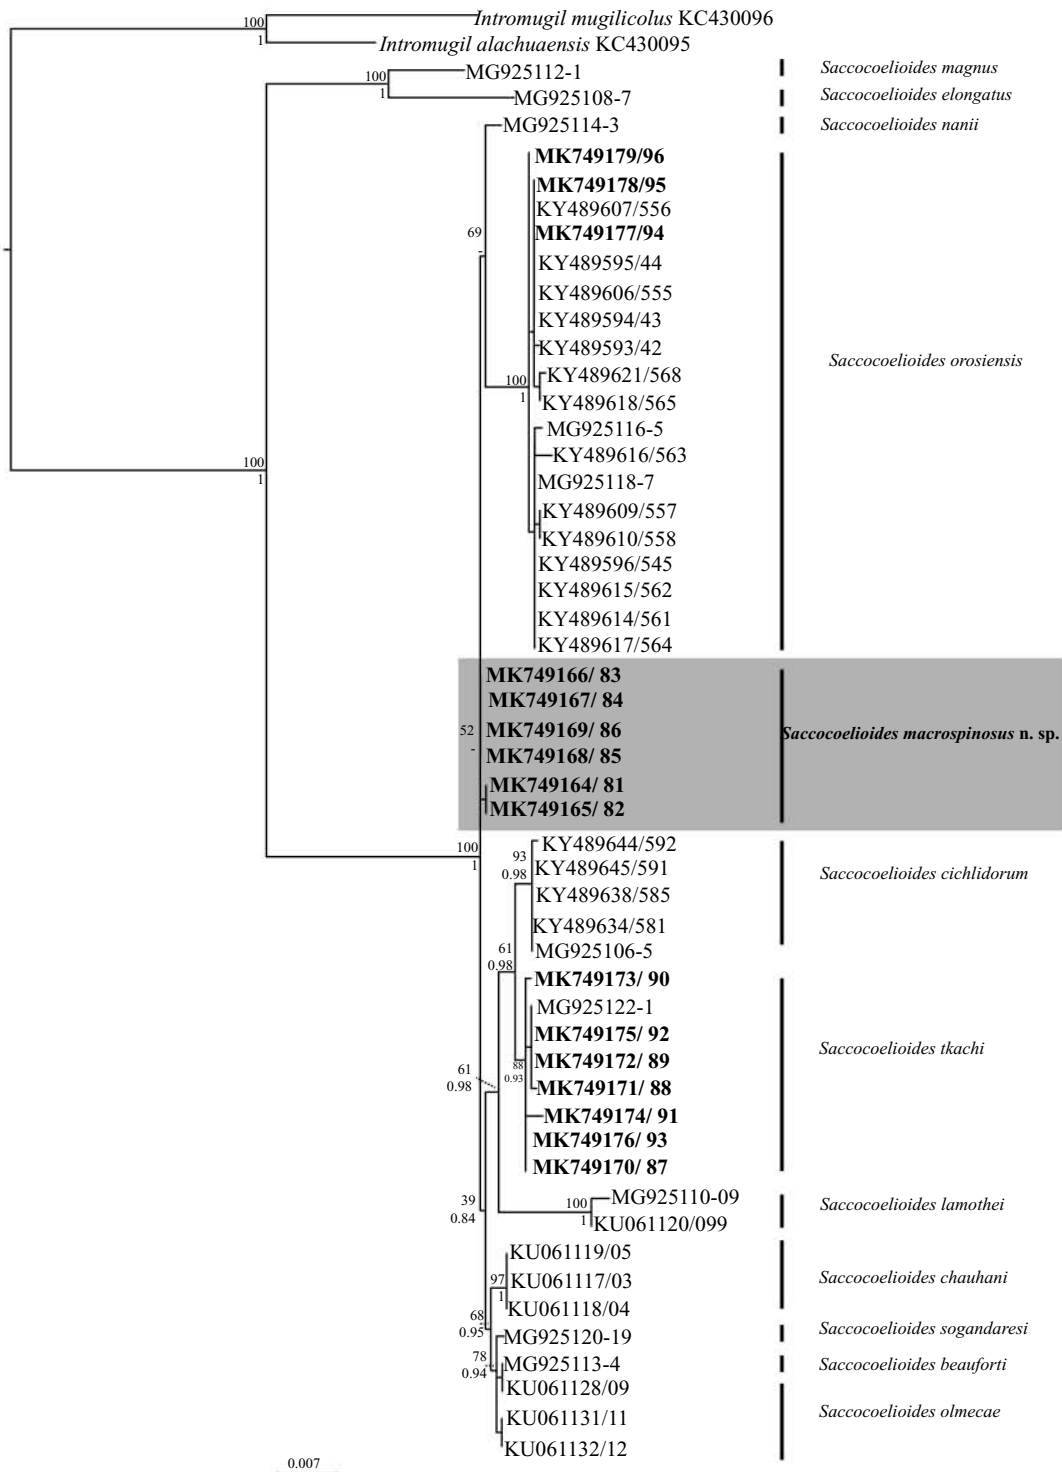 100
1
Intromugil mugilicolus KC430096
Intromugil alachuaensis KC430095
100
1
MG925112-1
Saccocoelioides magnus
MG925108-7
Saccocoelioides elongatus
MG925114-3
Saccocoelioides nanii
69
-
MK749179/96
MK749178/95
KY489607/556
MK749177/94
KY489595/44
KY489606/555
KY489594/43
KY489593/42
KY489621/568
KY489618/565
100
1
MG925116-5
KY489616/563
MG925118-7
KY489609/557
KY489610/558
KY489596/545
KY489615/562
KY489614/561
KY489617/564
Saccocoelioides orosiensis
100
1
52
-
MK749166/ 83
MK749167/ 84
MK749169/ 86
MK749168/ 85
MK749164/ 81
MK749165/ 82
Saccocoelioides macrospinosus n. sp.
100
1
93
0.98
KY489644/592
KY489645/591
KY489638/585
KY489634/581
MG925106-5
Saccocoelioides cichlidorum
61
0.98
MK749173/ 90
MG925122-1
MK749175/ 92
MK749172/ 89
MK749171/ 88
MK749174/ 91
MK749176/ 93
MK749170/ 87
88
0.93
Saccocoelioides tkachi
61
0.98
39
0.84
100
1
MG925110-09
KU061120/099
Saccocoelioides lamothei
KU061119/05
KU061117/03
KU061118/04
97
1
Saccocoelioides chauhani
68
0.95
MG925120-19
Saccocoelioides sogandaresi
78
0.94
MG925113-4
KU061128/09
Saccocoelioides beauforti
KU061131/11
KU061132/12
Saccocoelioides olmecae
0.007